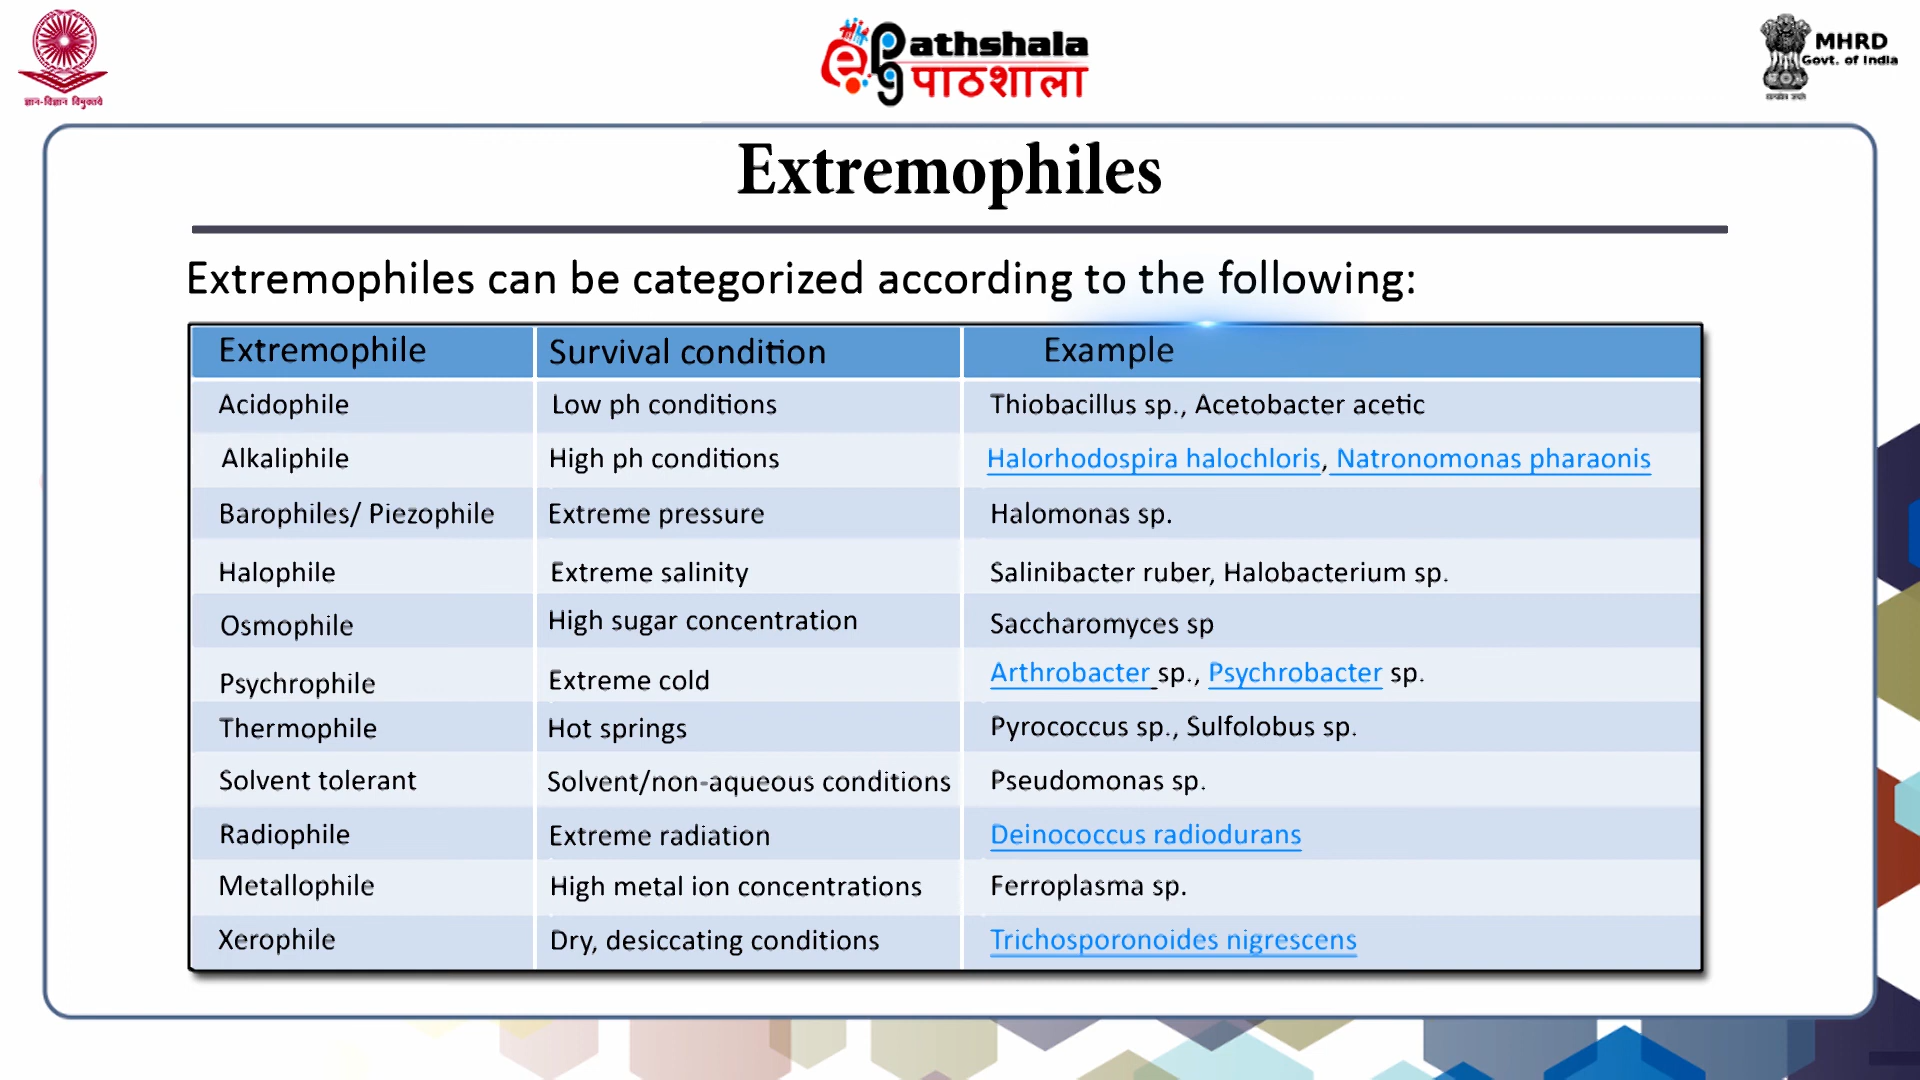 ज्ञान-विज्ञान विमुक्तये
Pathshala
पाठशाला
MHRD
Govt. of India
Extremophiles
Extremophiles can be categorized according to the following:
Extremophile Survival condition Example
Acidophile Low ph conditions Thiobacillus sp., Acetobacter acetic
Alkaliphile High ph conditions Halorhodospira halochloris, Natronomonas pharaonis
Barophiles/ Piezophile Extreme pressure Halomonas sp.
Halophile Extreme salinity Salinibacter ruber, Halobacterium sp.
Osmophile High sugar concentration Saccharomyces sp
Psychrophile Extreme cold Arthrobacter sp., Psychrobacter sp.
Thermophile Hot springs Pyrococcus sp., Sulfolobus sp.
Solvent tolerant Solvent/non-aqueous conditions Pseudomonas sp.
Radiophile Extreme radiation Deinococcus radiodurans
Metallophile High metal ion concentrations Ferroplasma sp.
Xerophile Dry, desiccating conditions Trichosporonoides nigrescens